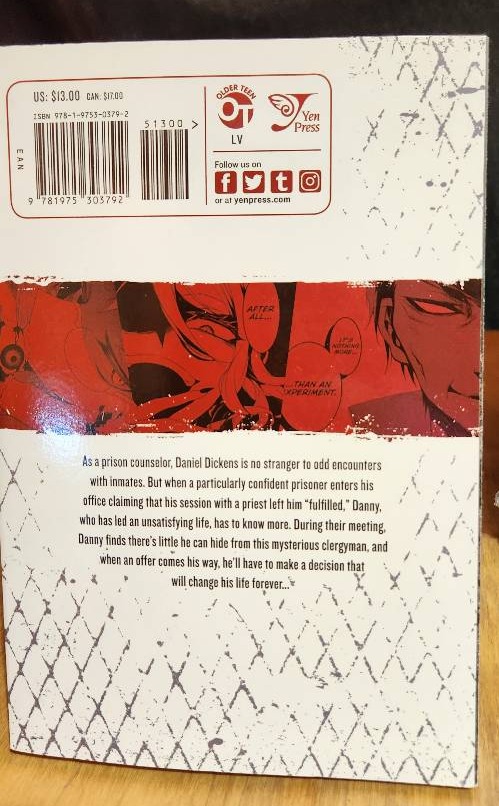 US: $13.00 CAN: $17.00
ISBN 978-1-9753-0379-2
51300 >
EAN
9 781975 303792
OLDER TEEN
OT
LV
Yen
Press
Follow us on
f t
or at yenpress.com
AFTER
ALL...
IT'S
NOTHING
MORE...
...THAN AN
EXPERIMENT.
As a prison counselor, Daniel Dickens is no stranger to odd encounters
with inmates. But when a particularly confident prisoner enters his
office claiming that his session with a priest left him “fulfilled,” Danny,
who has led an unsatisfying life, has to know more. During their meeting,
Danny finds there's little he can hide from this mysterious clergyman, and
when an offer comes his way, he'll have to make a decision that
will change his life forever...